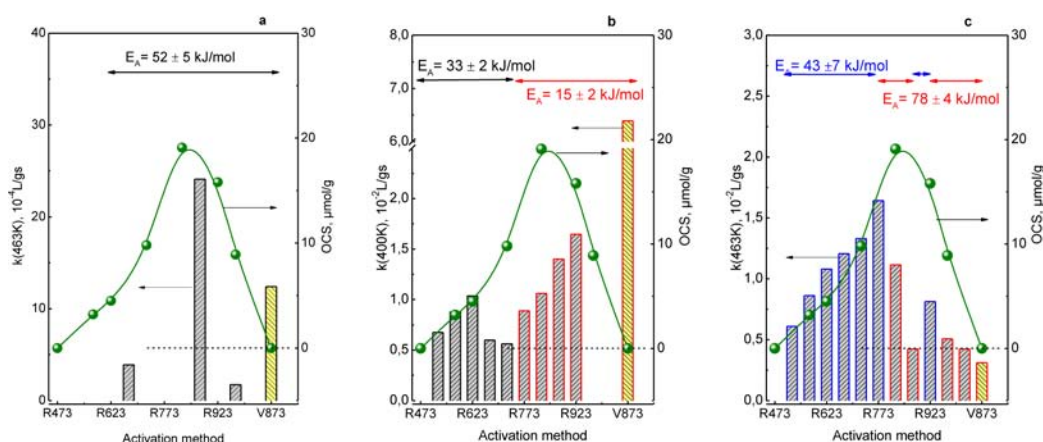 a
E_A= 52 ± 5 kJ/mol
k(463K), 10⁻⁴L/gs
40
30
20
10
0
OCS, µmol/g
30
20
10
0
R473 R623 R773 R923 V873
Activation method
b
E_A= 33 ± 2 kJ/mol
E_A= 15 ± 2 kJ/mol
k(400K), 10⁻²L/gs
8,0
7,0
6,0
2,0
1,5
1,0
0,5
0,0
OCS, µmol/g
30
25
20
15
10
5
0
R473 R623 R773 R923 V873
Activation method
c
E_A= 43 ±7 kJ/mol
E_A= 78 ± 4 kJ/mol
k(463K), 10⁻²L/gs
3,0
2,5
2,0
1,5
1,0
0,5
0,0
OCS, µmol/g
30
20
10
0
R473 R623 R773 R923 V873
Activation method